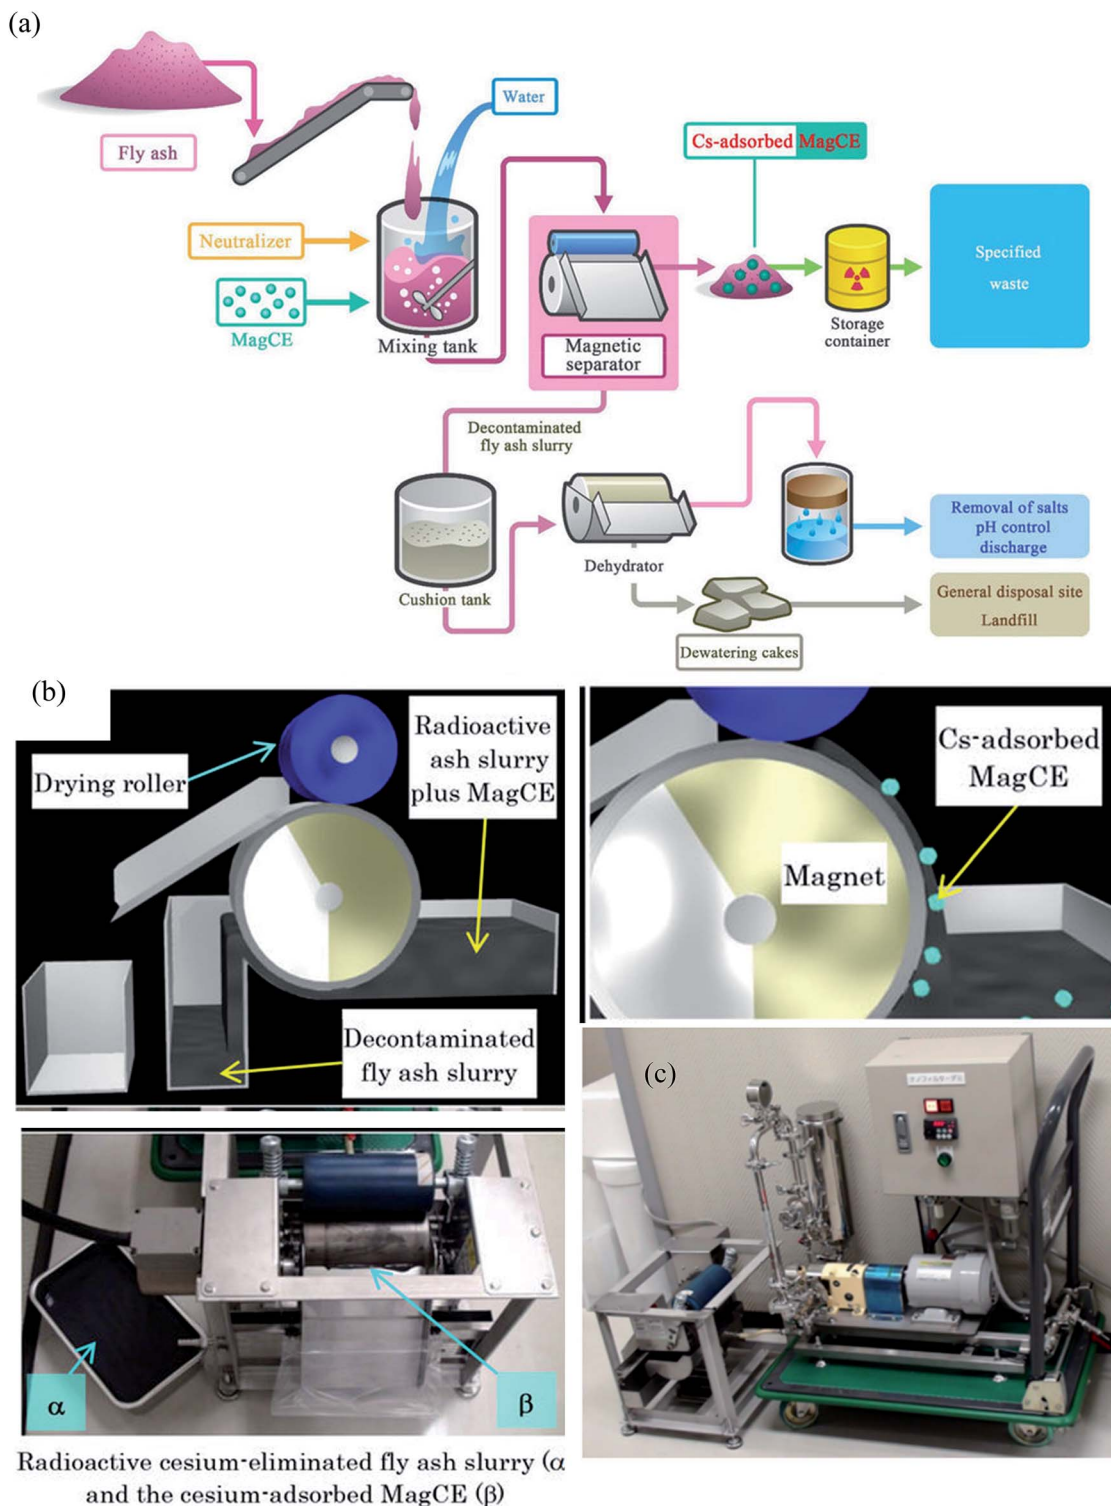 (a)
Fly ash
Water
Cs-adsorbed MagCE
Neutralizer
MagCE
Mixing tank
Magnetic
separator
Storage
container
Specified
waste
Decontaminated
fly ash slurry
Cushion tank
Dehydrator
Removal of salts
pH control
discharge
General disposal site
Landfill
Dewatering cakes
(b)
Drying roller
Radioactive
ash slurry
plus MagCE
Decontaminated
fly ash slurry
Cs-adsorbed
MagCE
Magnet
(c)
α
β
Radioactive cesium-eliminated fly ash slurry (α
and the cesium-adsorbed MagCE (β)